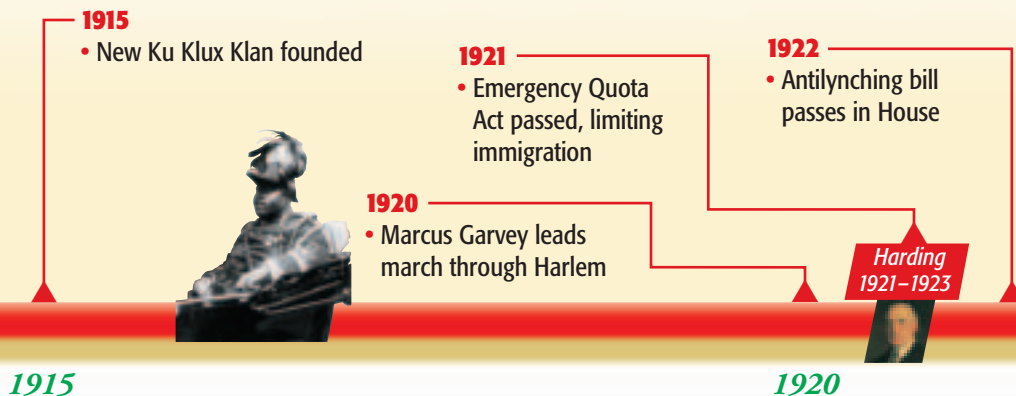 1915
• New Ku Klux Klan founded
1920
• Marcus Garvey leads
march through Harlem
1921
• Emergency Quota
Act passed, limiting
immigration
1922
• Antilynching bill
passes in House
Harding
1921–1923
1915
1920